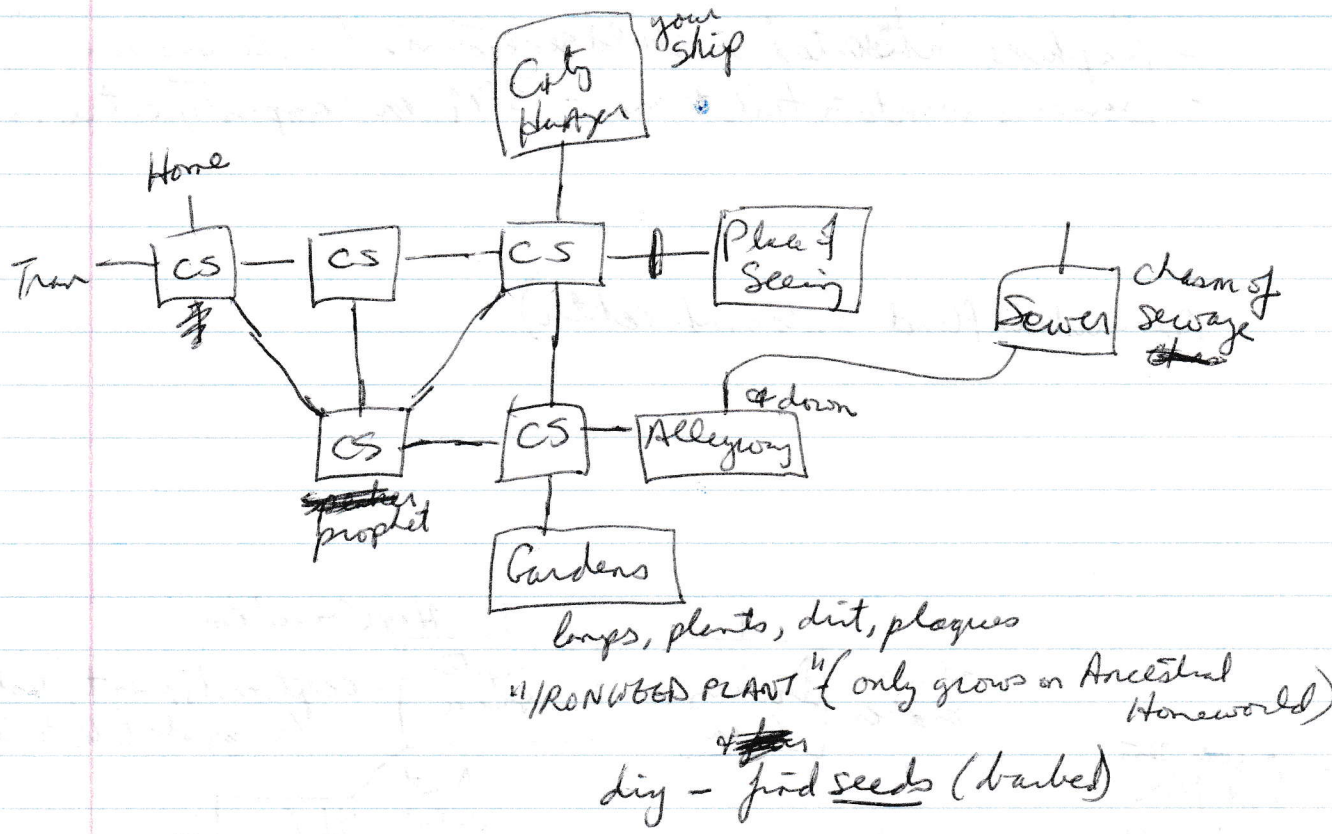 your
ship
City
Hanger
Home
Tram
CS
CS
CS
Place of
Seeing
Sewer
chasm of
sewage
& down
CS
CS
Alleyway
prophet
Gardens
lamps, plants, dirt, plaques
"IRONWEED PLANT" (only grows on Ancestral
Homeworld)
dig - find seeds (barbed)